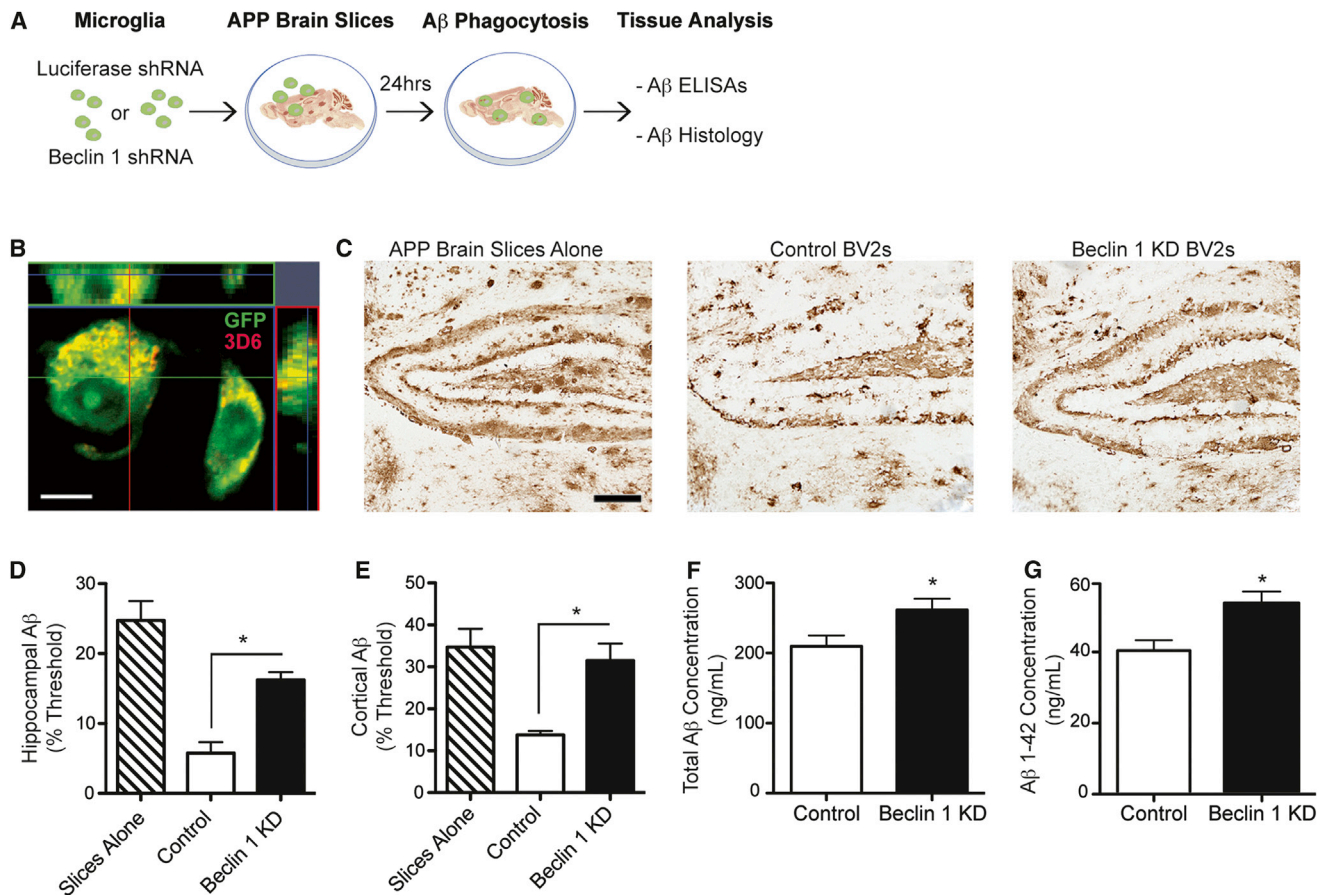 A
Microglia
APP Brain Slices
Aβ Phagocytosis
Tissue Analysis
Luciferase shRNA
or
Beclin 1 shRNA
24hrs
- Aβ ELISAs
- Aβ Histology
B
GFP
3D6
C
APP Brain Slices Alone
Control BV2s
Beclin 1 KD BV2s
D
Hippocampal Aβ
(% Threshold)
30
20
10
0
*
Slices Alone
Control
Beclin 1 KD
E
Cortical Aβ
(% Threshold)
50
40
30
20
10
0
*
Slices Alone
Control
Beclin 1 KD
F
Total Aβ Concentration
(ng/mL)
300
200
300
0
*
Control
Beclin 1 KD
G
Aβ 1-42 Concentration
(ng/mL)
60
40
20
0
*
Control
Beclin 1 KD